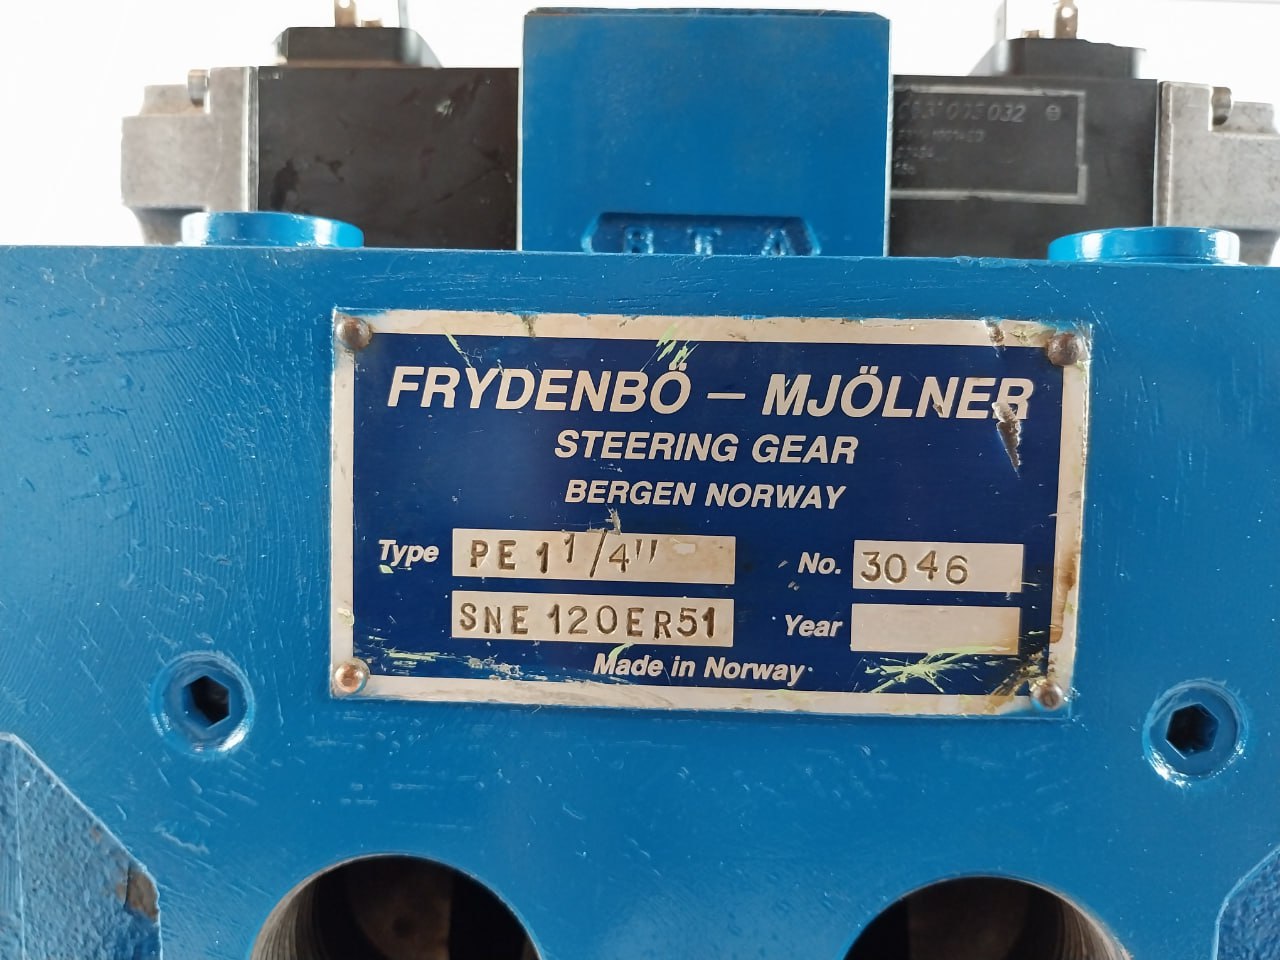 032
B T A
FRYDENBÖ – MJÖLNER
STEERING GEAR
BERGEN NORWAY
Type PE 1 1/4" No. 3046
SNE 120ER51 Year
Made in Norway